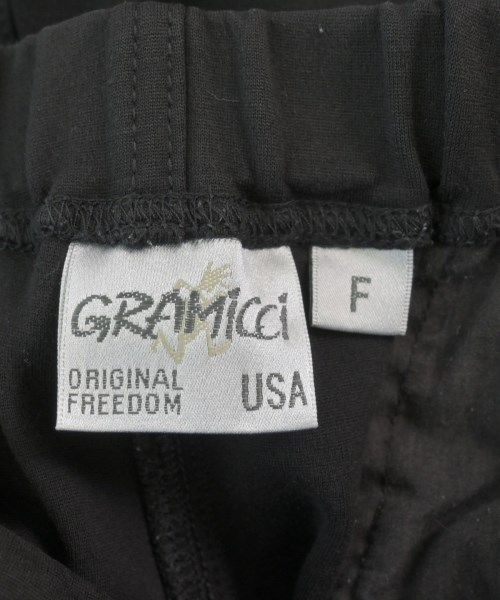 GRAMicci
ORIGINAL
FREEDOM
USA
F